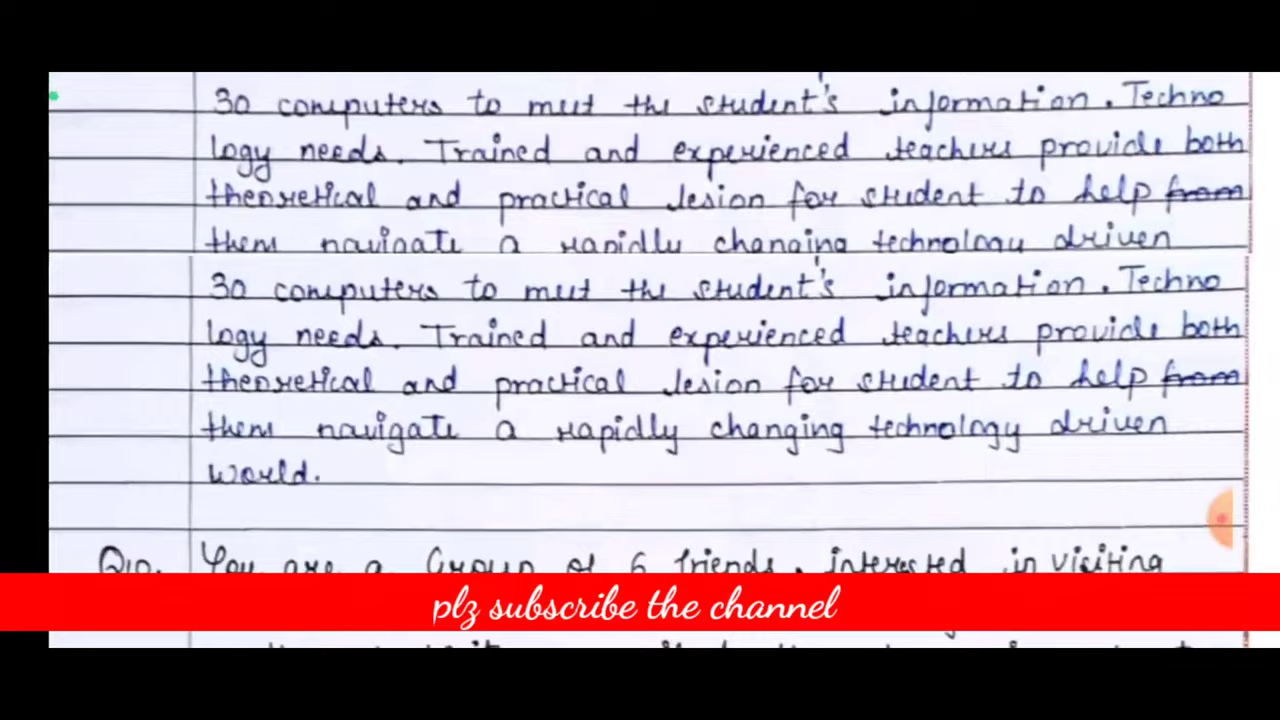 30 computers to meet the student's information. Techno
logy needs. Trained and experienced teachers provide both
theoretical and practical lesion for student to help from
them navigate a rapidly changing technology driven
30 computers to meet the student's information. Techno
logy needs. Trained and experienced teachers provide both
theoretical and practical lesion for student to help from
them navigate a rapidly changing technology driven
world.
Q10. You are a Group of 6 friends, interested in visiting
plz subscribe the channel